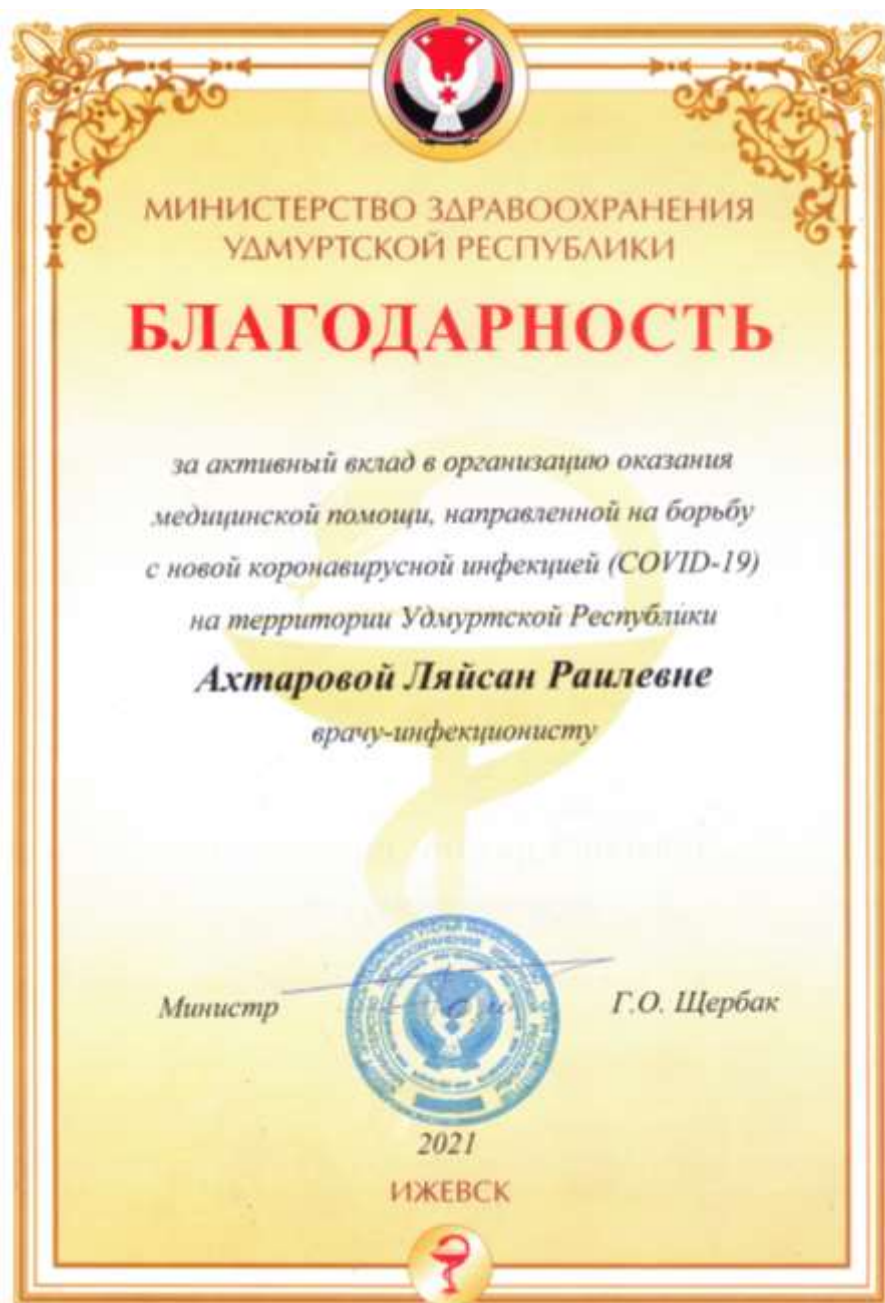 МИНИСТЕРСТВО ЗДРАВООХРАНЕНИЯ
УДМУРТСКОЙ РЕСПУБЛИКИ
БЛАГОДАРНОСТЬ
за активный вклад в организацию оказания
медицинской помощи, направленной на борьбу
с новой коронавирусной инфекцией (COVID-19)
на территории Удмуртской Республики
Ахтаровой Ляйсан Раилевне
врачу-инфекционисту
Министр Г.О. Щербак
2021
ИЖЕВСК